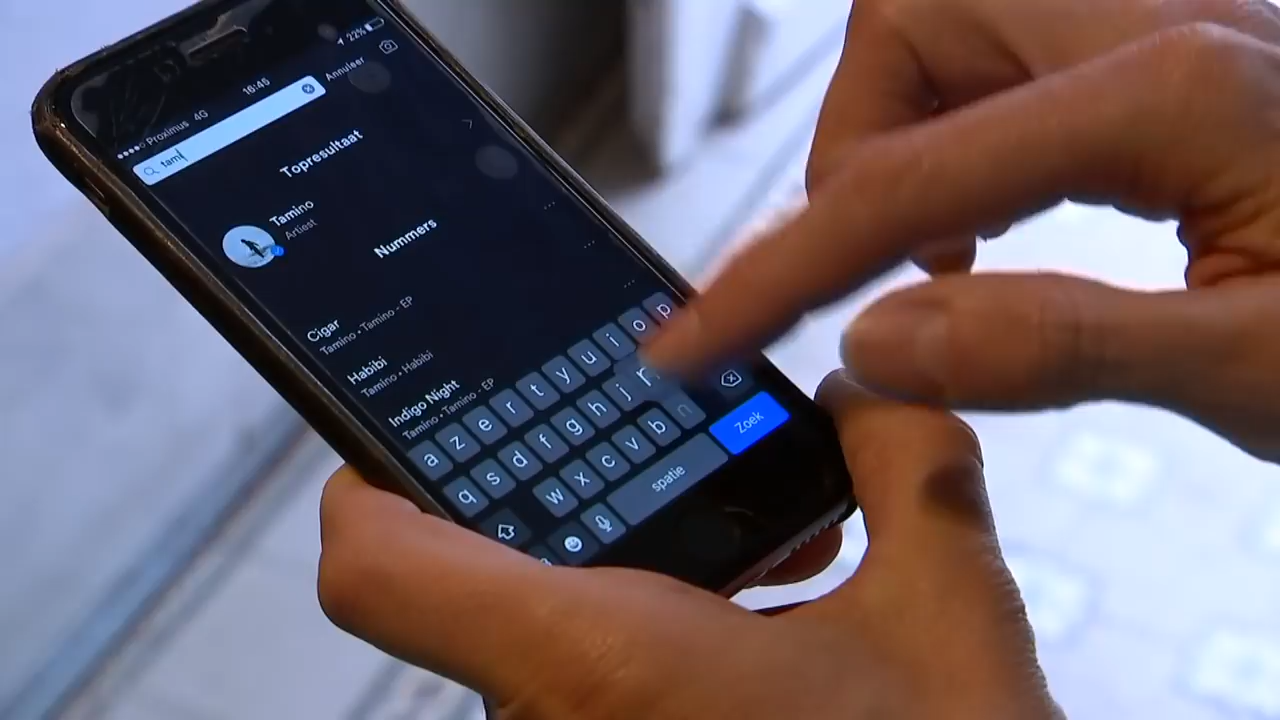 Proximus 4G 16:45 22%
tami Annuleer
Topresultaat
Tamino
Artiest
Nummers
Cigar
Tamino • Tamino - EP
Habibi
Tamino • Habibi
Indigo Night
Tamino • Tamino - EP
a z e r t y u i o p
q s d f g h j
w x c v b n
spatie Zoek